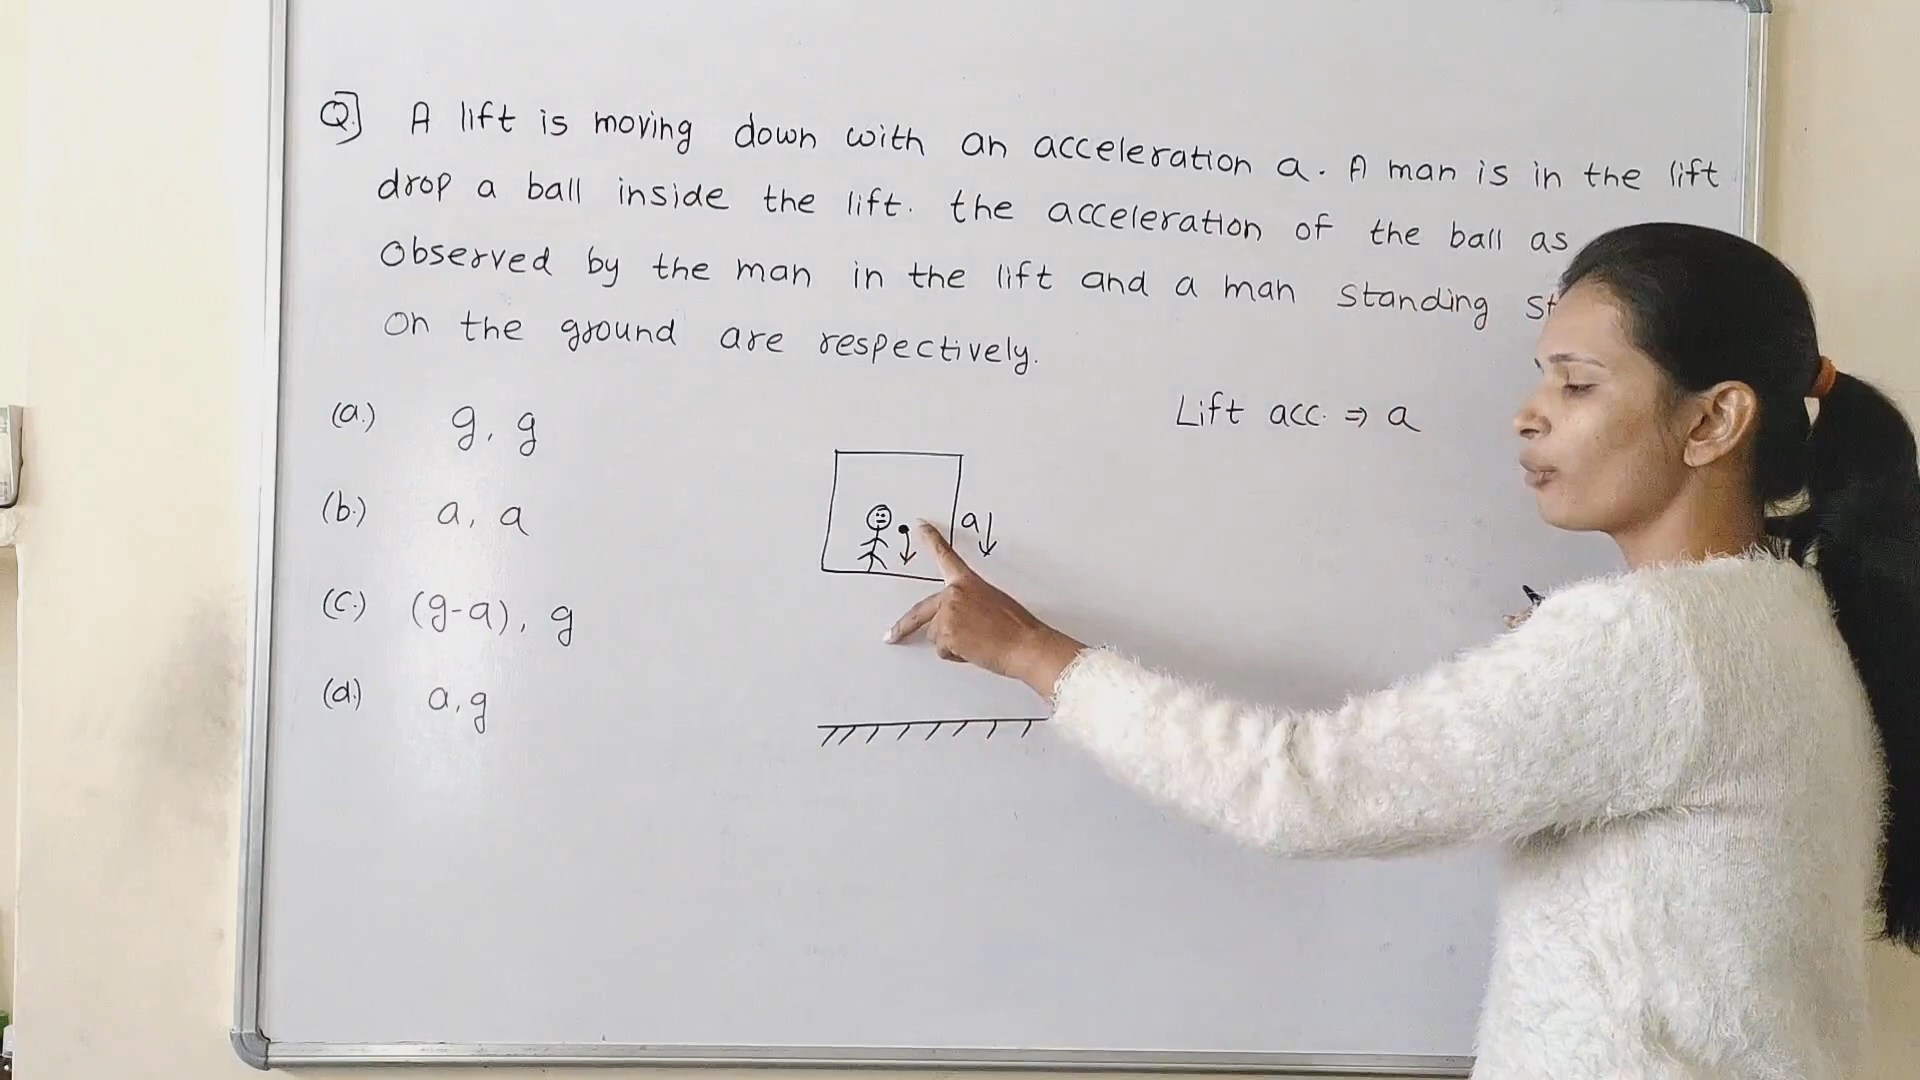 Q] A lift is moving down with an acceleration a. A man is in the lift
drop a ball inside the lift. the acceleration of the ball as
Observed by the man in the lift and a man standing
on the ground are respectively.
(a.) g, g
Lift acc. ⇒ a
(b.) a, a
a↓
(c.) (g-a), g
(d.) a, g